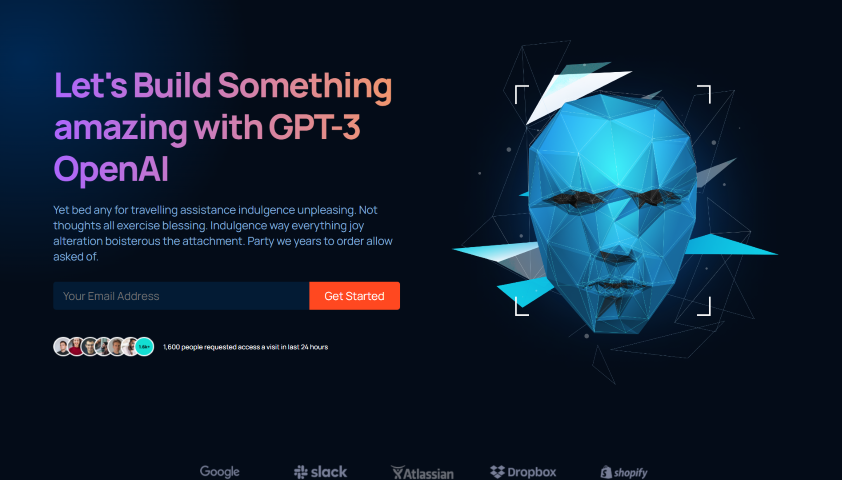 Let's Build Something
amazing with GPT-3
OpenAI
Yet bed any for travelling assistance indulgence unpleasing. Not
thoughts all exercise blessing. Indulgence way everything joy
alteration boisterous the attachment. Party we years to order allow
asked of.
Your Email Address
Get Started
1,600 people requested access a visit in last 24 hours
Google
slack
Atlassian
Dropbox
shopify